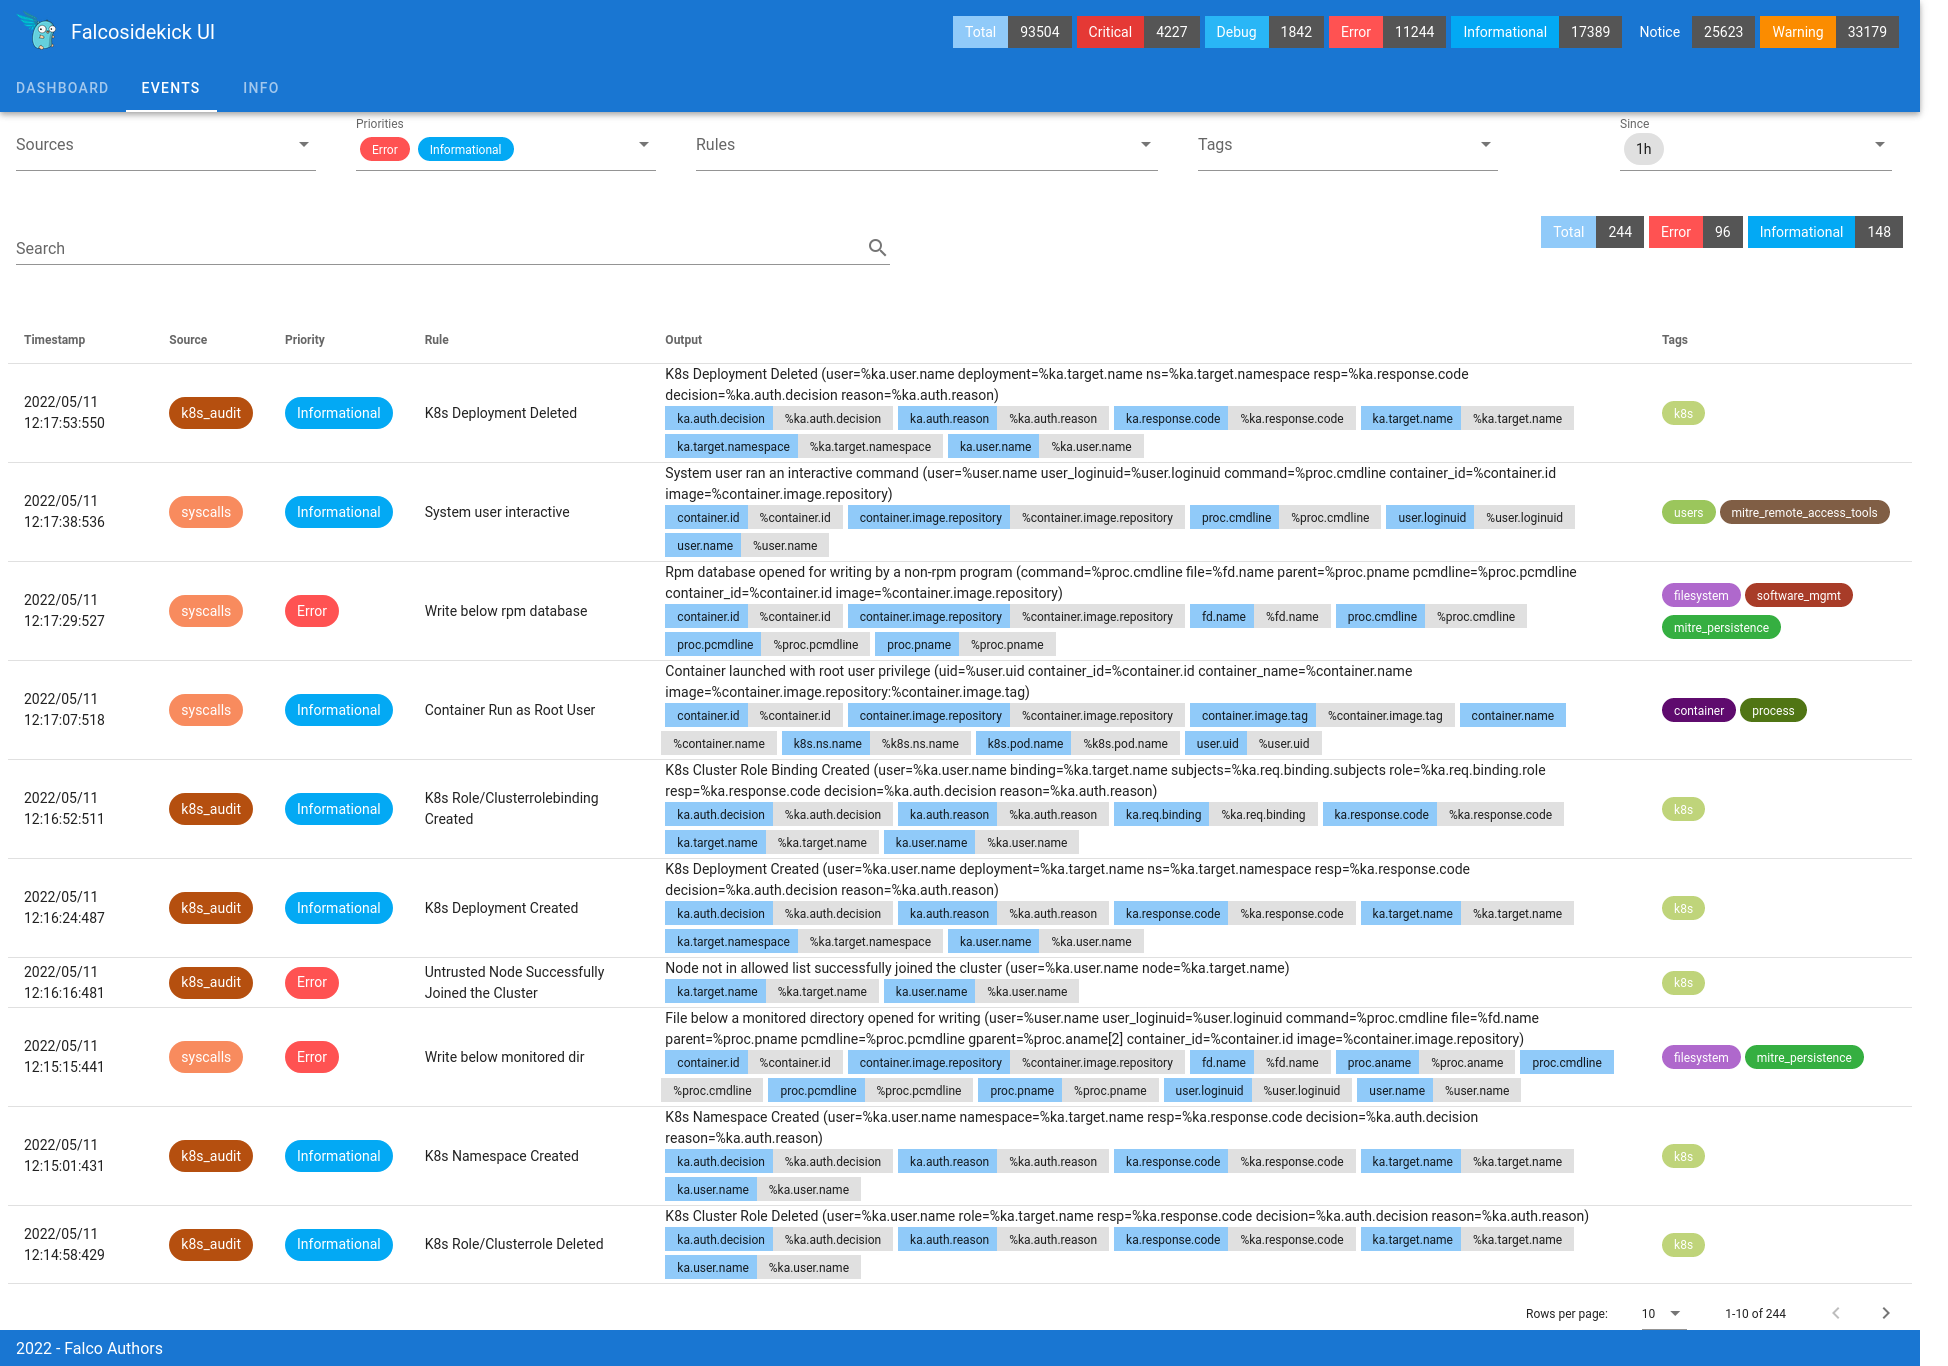 Falcosidekick UI
Total 93504 Critical 4227 Debug 1842 Error 11244 Informational 17389 Notice 25623 Warning 33179
DASHBOARD EVENTS INFO
Priorities Since
Sources Error Informational Rules Tags 1h
Total 244 Error 96 Informational 148
Search
Timestamp Source Priority Rule Output Tags
2022/05/11
12:17:53:550
k8s_audit
Informational
K8s Deployment Deleted
K8s Deployment Deleted (user=%ka.user.name deployment=%ka.target.name ns=%ka.target.namespace resp=%ka.response.code
decision=%ka.auth.decision reason=%ka.auth.reason)
ka.auth.decision %ka.auth.decision ka.auth.reason %ka.auth.reason ka.response.code %ka.response.code ka.target.name %ka.target.name
ka.target.namespace %ka.target.namespace ka.user.name %ka.user.name
k8s
2022/05/11
12:17:38:536
syscalls
Informational
System user interactive
System user ran an interactive command (user=%user.name user_loginuid=%user.loginuid command=%proc.cmdline container_id=%container.id
image=%container.image.repository)
container.id %container.id container.image.repository %container.image.repository proc.cmdline %proc.cmdline user.loginuid %user.loginuid
user.name %user.name
users mitre_remote_access_tools
2022/05/11
12:17:29:527
syscalls
Error
Write below rpm database
Rpm database opened for writing by a non-rpm program (command=%proc.cmdline file=%fd.name parent=%proc.pname pcmdline=%proc.pcmdline
container_id=%container.id image=%container.image.repository)
container.id %container.id container.image.repository %container.image.repository fd.name %fd.name proc.cmdline %proc.cmdline
proc.pcmdline %proc.pcmdline proc.pname %proc.pname
filesystem software_mgmt
mitre_persistence
2022/05/11
12:17:07:518
syscalls
Informational
Container Run as Root User
Container launched with root user privilege (uid=%user.uid container_id=%container.id container_name=%container.name
image=%container.image.repository:%container.image.tag)
container.id %container.id container.image.repository %container.image.repository container.image.tag %container.image.tag container.name
%container.name k8s.ns.name %k8s.ns.name k8s.pod.name %k8s.pod.name user.uid %user.uid
container process
2022/05/11
12:16:52:511
k8s_audit
Informational
K8s Role/Clusterrolebinding
Created
K8s Cluster Role Binding Created (user=%ka.user.name binding=%ka.target.name subjects=%ka.req.binding.subjects role=%ka.req.binding.role
resp=%ka.response.code decision=%ka.auth.decision reason=%ka.auth.reason)
ka.auth.decision %ka.auth.decision ka.auth.reason %ka.auth.reason ka.req.binding %ka.req.binding ka.response.code %ka.response.code
ka.target.name %ka.target.name ka.user.name %ka.user.name
k8s
2022/05/11
12:16:24:487
k8s_audit
Informational
K8s Deployment Created
K8s Deployment Created (user=%ka.user.name deployment=%ka.target.name ns=%ka.target.namespace resp=%ka.response.code
decision=%ka.auth.decision reason=%ka.auth.reason)
ka.auth.decision %ka.auth.decision ka.auth.reason %ka.auth.reason ka.response.code %ka.response.code ka.target.name %ka.target.name
ka.target.namespace %ka.target.namespace ka.user.name %ka.user.name
k8s
2022/05/11
12:16:16:481
k8s_audit
Error
Untrusted Node Successfully
Joined the Cluster
Node not in allowed list successfully joined the cluster (user=%ka.user.name node=%ka.target.name)
ka.target.name %ka.target.name ka.user.name %ka.user.name
k8s
2022/05/11
12:15:15:441
syscalls
Error
Write below monitored dir
File below a monitored directory opened for writing (user=%user.name user_loginuid=%user.loginuid command=%proc.cmdline file=%fd.name
parent=%proc.pname pcmdline=%proc.pcmdline gparent=%proc.aname[2] container_id=%container.id image=%container.image.repository)
container.id %container.id container.image.repository %container.image.repository fd.name %fd.name proc.aname %proc.aname proc.cmdline
%proc.cmdline proc.pcmdline %proc.pcmdline proc.pname %proc.pname user.loginuid %user.loginuid user.name %user.name
filesystem mitre_persistence
2022/05/11
12:15:01:431
k8s_audit
Informational
K8s Namespace Created
K8s Namespace Created (user=%ka.user.name namespace=%ka.target.name resp=%ka.response.code decision=%ka.auth.decision
reason=%ka.auth.reason)
ka.auth.decision %ka.auth.decision ka.auth.reason %ka.auth.reason ka.response.code %ka.response.code ka.target.name %ka.target.name
ka.user.name %ka.user.name
k8s
2022/05/11
12:14:58:429
k8s_audit
Informational
K8s Role/Clusterrole Deleted
K8s Cluster Role Deleted (user=%ka.user.name role=%ka.target.name resp=%ka.response.code decision=%ka.auth.decision reason=%ka.auth.reason)
ka.auth.decision %ka.auth.decision ka.auth.reason %ka.auth.reason ka.response.code %ka.response.code ka.target.name %ka.target.name
ka.user.name %ka.user.name
k8s
Rows per page: 10 1-10 of 244
2022 - Falco Authors